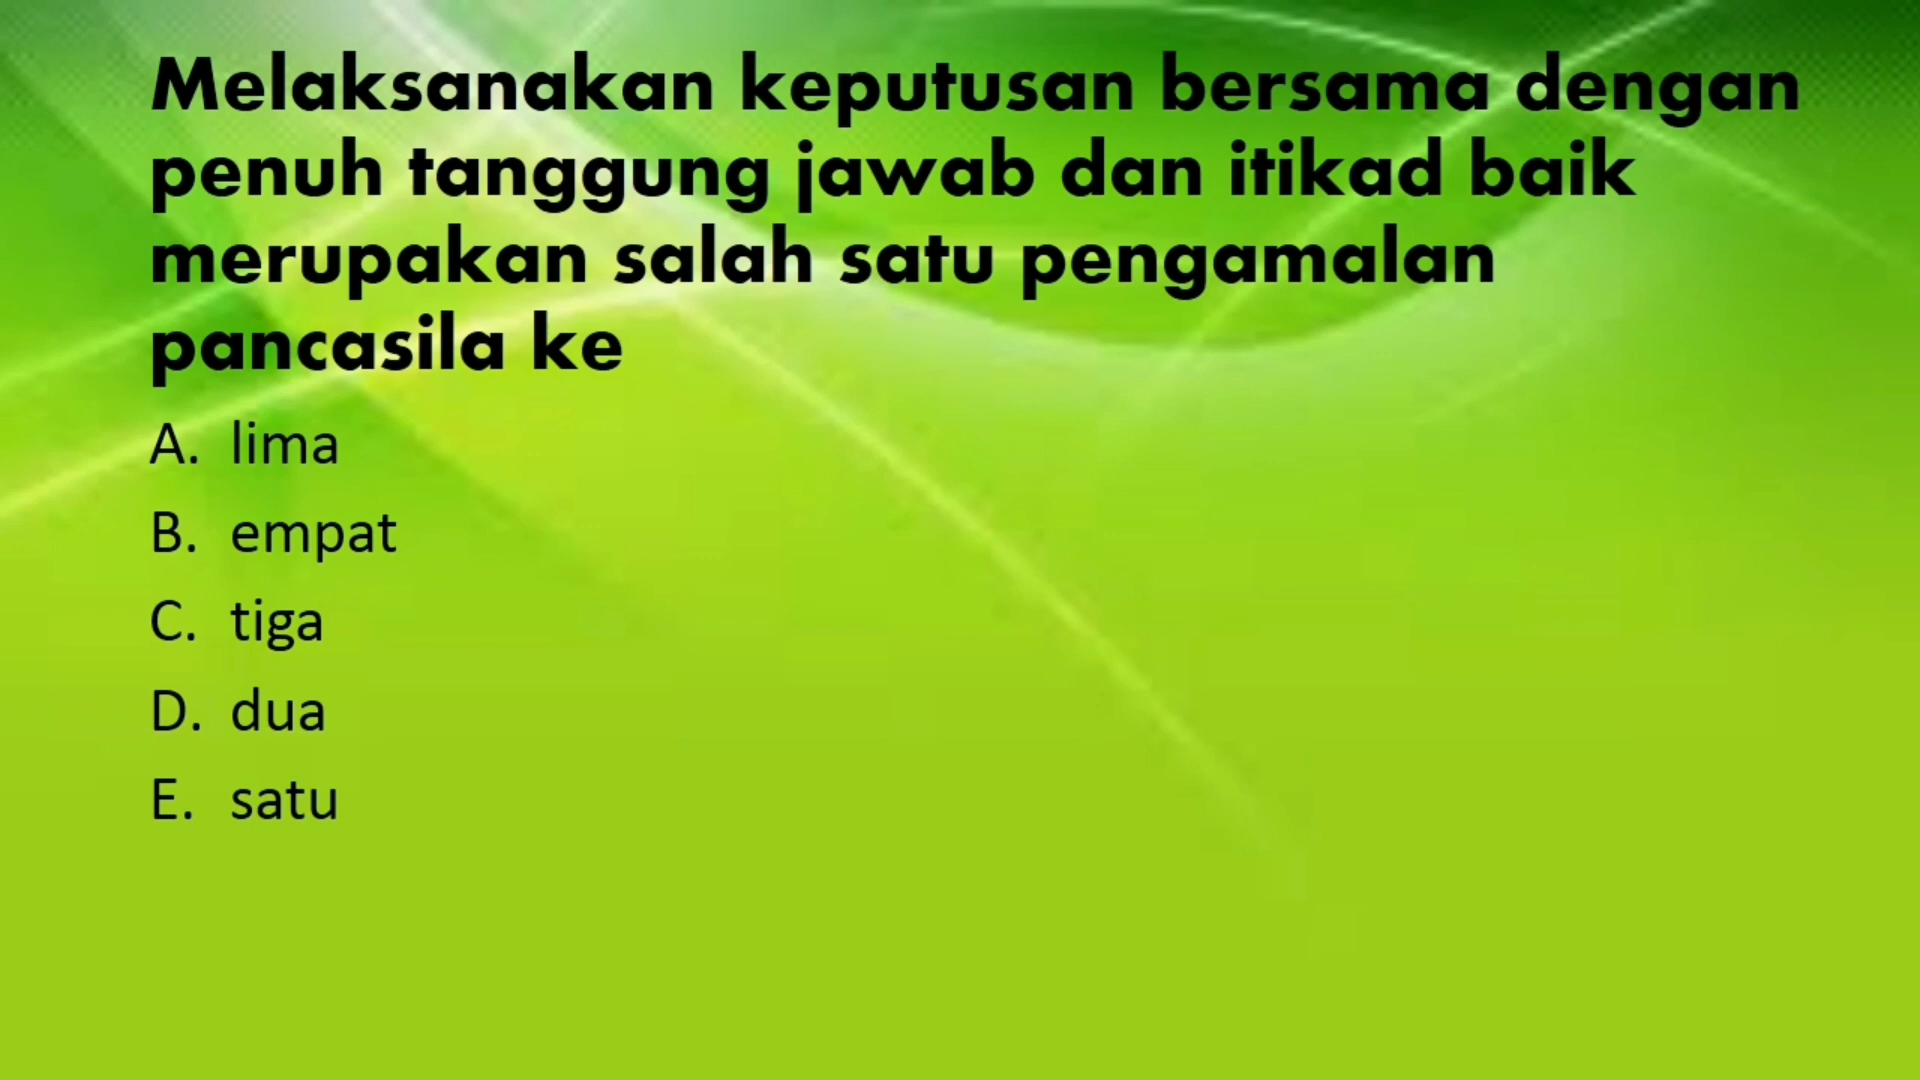 Melaksanakan keputusan bersama dengan
penuh tanggung jawab dan itikad baik
merupakan salah satu pengamalan
pancasila ke
A. lima
B. empat
C. tiga
D. dua
E. satu